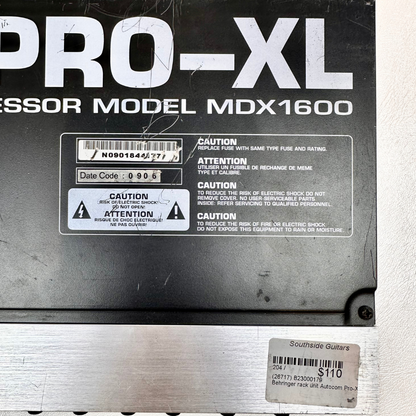 PRO-XL
ESSOR MODEL MDX1600
Date Code : 0906
CAUTION
RISK OF ELECTRIC SHOCK!
DO NOT OPEN!
ATTENTION
RISQUE DE CHOC ELECTRIQUE!
NE PAS OUVRIR!
CAUTION
REPLACE FUSE WITH SAME TYPE FUSE AND RATING.
ATTENTION
UTILISER UN FUSIBLE DE RECHANGE DE MEME
TYPE ET CALIBRE.
CAUTION
TO REDUCE THE RISK OF ELECTRIC SHOCK DO NOT
REMOVE COVER. NO USER-SERVICEABLE PARTS
INSIDE: REFER SERVICING TO QUALIFIED PERSONNEL.
CAUTION
TO REDUCE THE RISK OF FIRE OR ELECTRIC SHOCK,
DO NOT EXPOSE THIS EQUIPMENT TO RAIN OR MOISTURE.
Southside Guitars
204 /
$110
(26717) B23000179
Behringer rack unit Autocom Pro-X